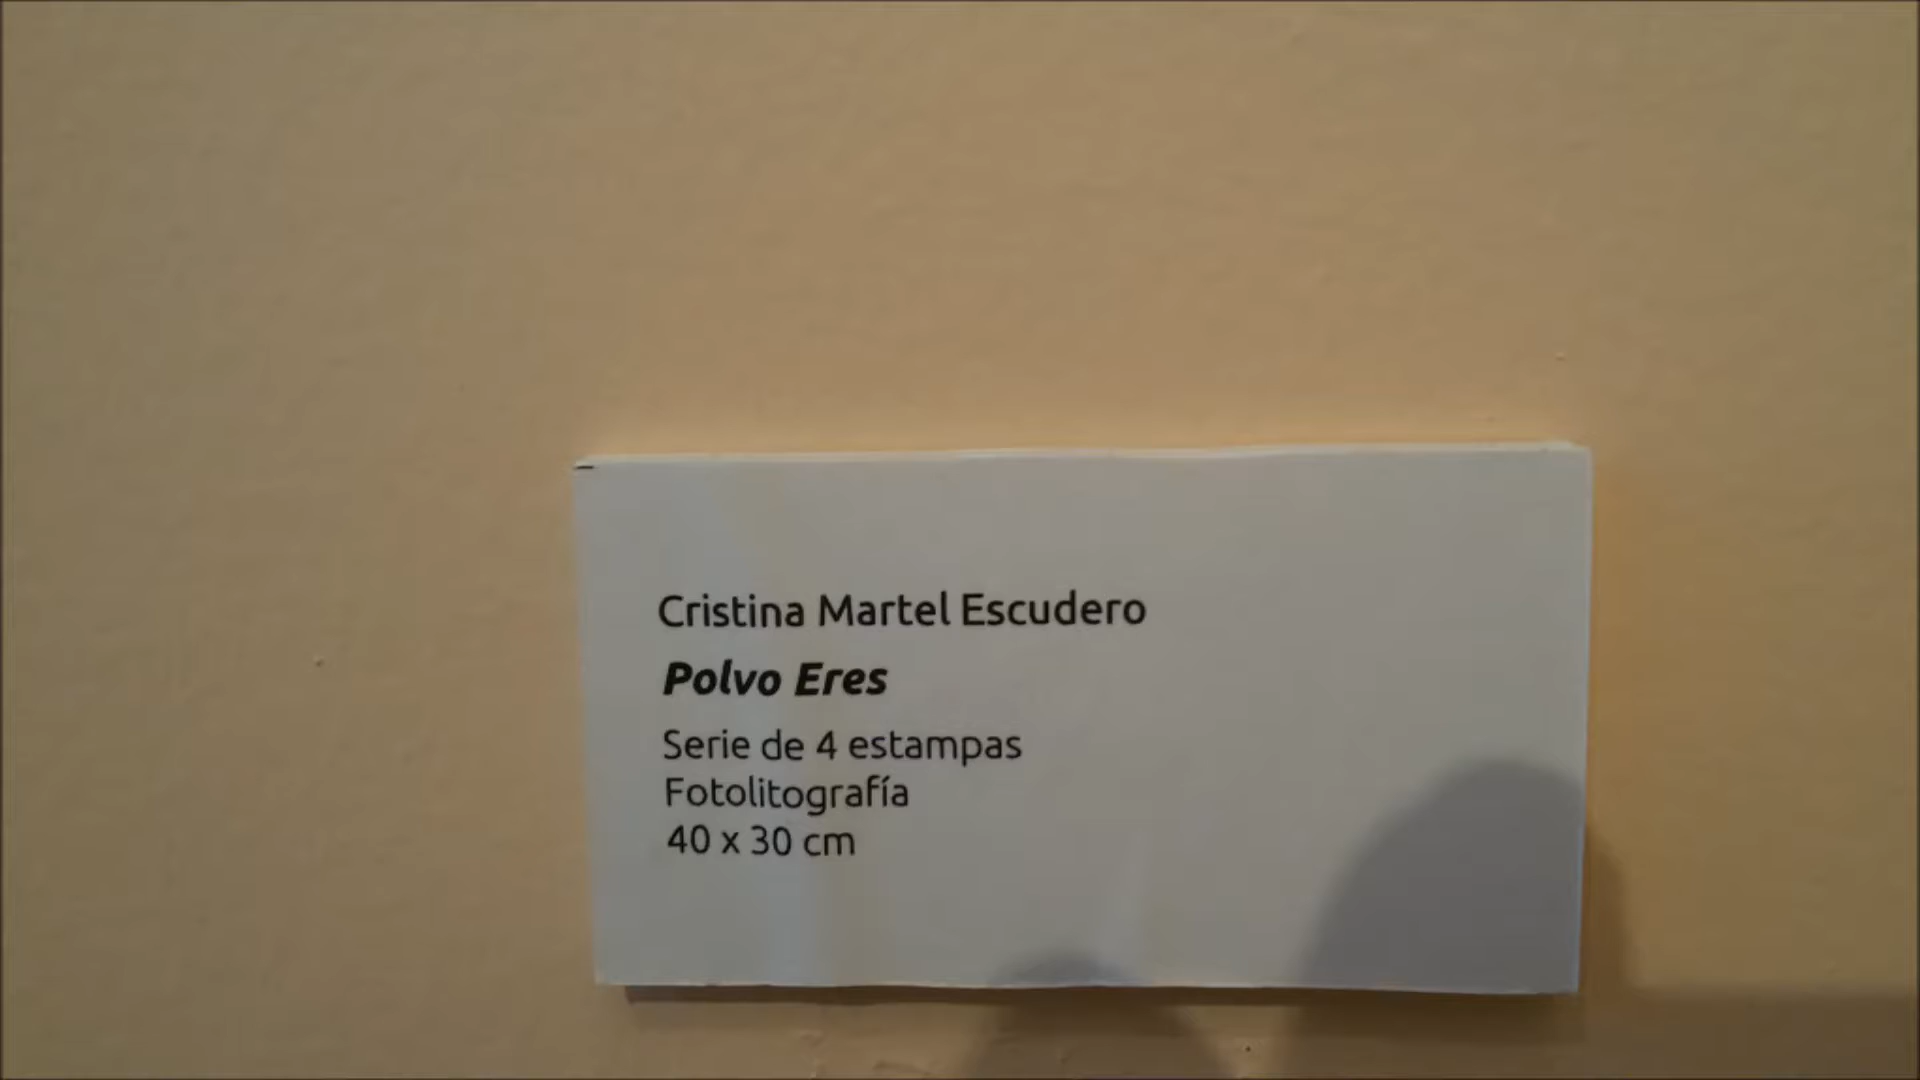 Cristina Martel Escudero
Polvo Eres
Serie de 4 estampas
Fotolitografía
40 x 30 cm